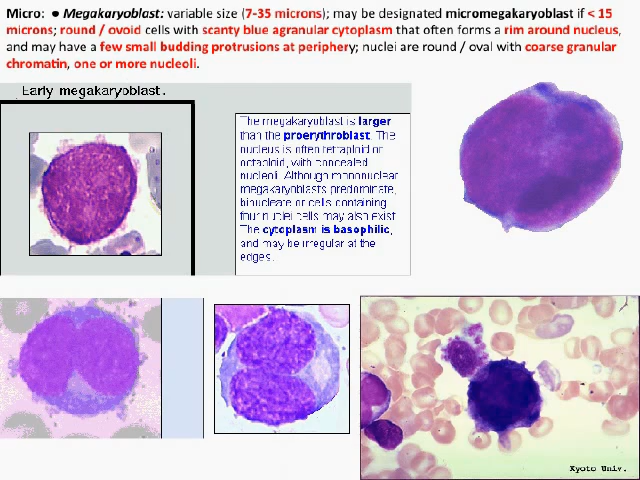 Micro: ● Megakaryoblast: variable size (7-35 microns); may be designated micromegakaryoblast if < 15
microns; round / ovoid cells with scanty blue agranular cytoplasm that often forms a rim around nucleus,
and may have a few small budding protrusions at periphery; nuclei are round / oval with coarse granular
chromatin, one or more nucleoli.
Early megakaryoblast.
The megakaryoblast is larger
than the proerythroblast. The
nucleus is often tetraploid or
octaploid, with concealed
nucleoli. Although mononuclear
megakaryoblasts predominate,
binucleate or cells containing
four nuclei cells may also exist.
The cytoplasm is basophilic,
and may be irregular at the
edges.
Kyoto Univ.